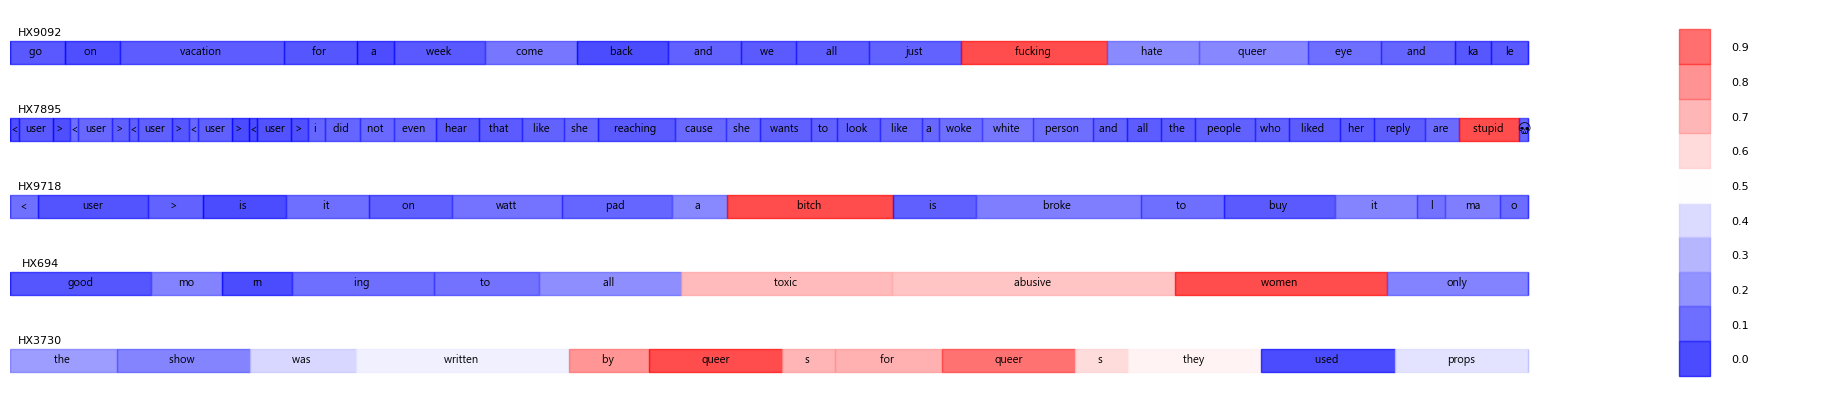 HX9092
go on vacation for a week come back and we all just fucking hate queer eye and ka le
HX7895
< user > < user > < user > < user > < user > i did not even hear that like she reaching cause she wants to look like a woke white person and all the people who liked her reply are stupid 💀
HX9718
< user > is it on watt pad a bitch is broke to buy it l ma o
HX694
good mo rn ing to all toxic abusive women only
HX3730
the show was written by queer s for queer s they used props
0.9
0.8
0.7
0.6
0.5
0.4
0.3
0.2
0.1
0.0